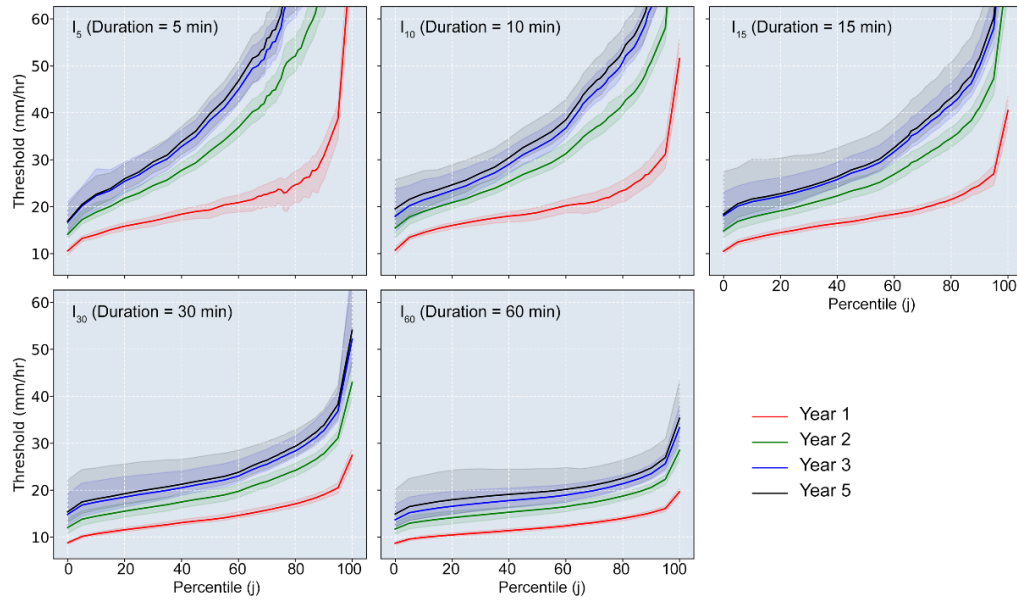 I5 (Duration = 5 min)
I10 (Duration = 10 min)
I15 (Duration = 15 min)
Threshold (mm/hr)
60
50
40
30
20
10
0 20 40 60 80 100
Percentile (j)
I30 (Duration = 30 min)
I60 (Duration = 60 min)
Threshold (mm/hr)
60
50
40
30
20
10
0 20 40 60 80 100
Percentile (j)
0 20 40 60 80 100
Percentile (j)
Year 1
Year 2
Year 3
Year 5